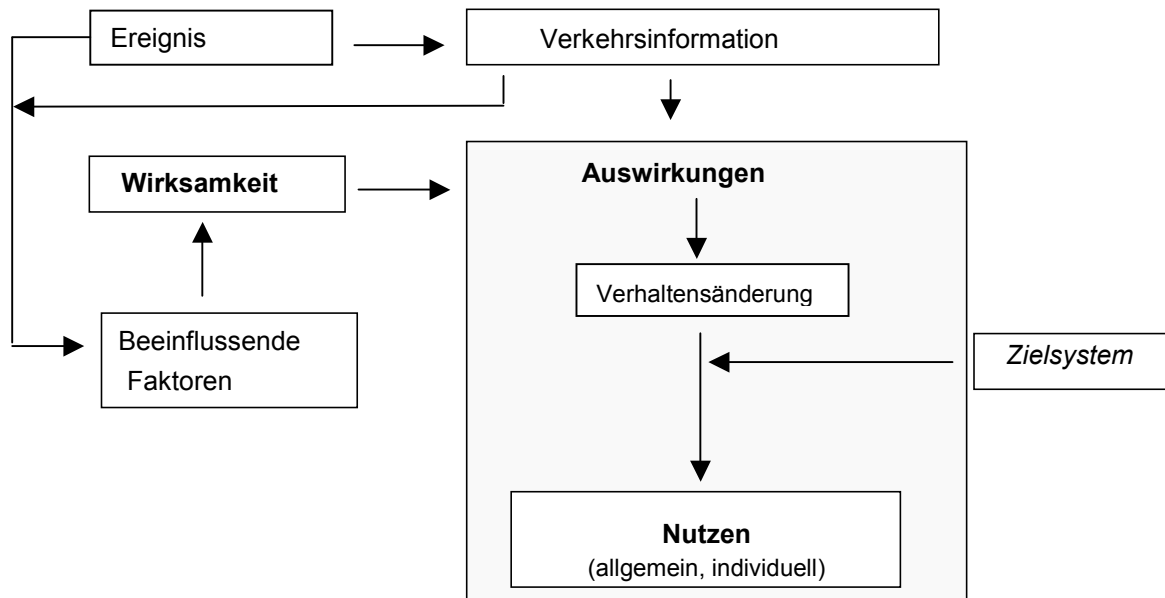 Ereignis
Verkehrsinformation
Wirksamkeit
Auswirkungen
Verhaltensänderung
Beeinflussende
Faktoren
Zielsystem
Nutzen
(allgemein, individuell)